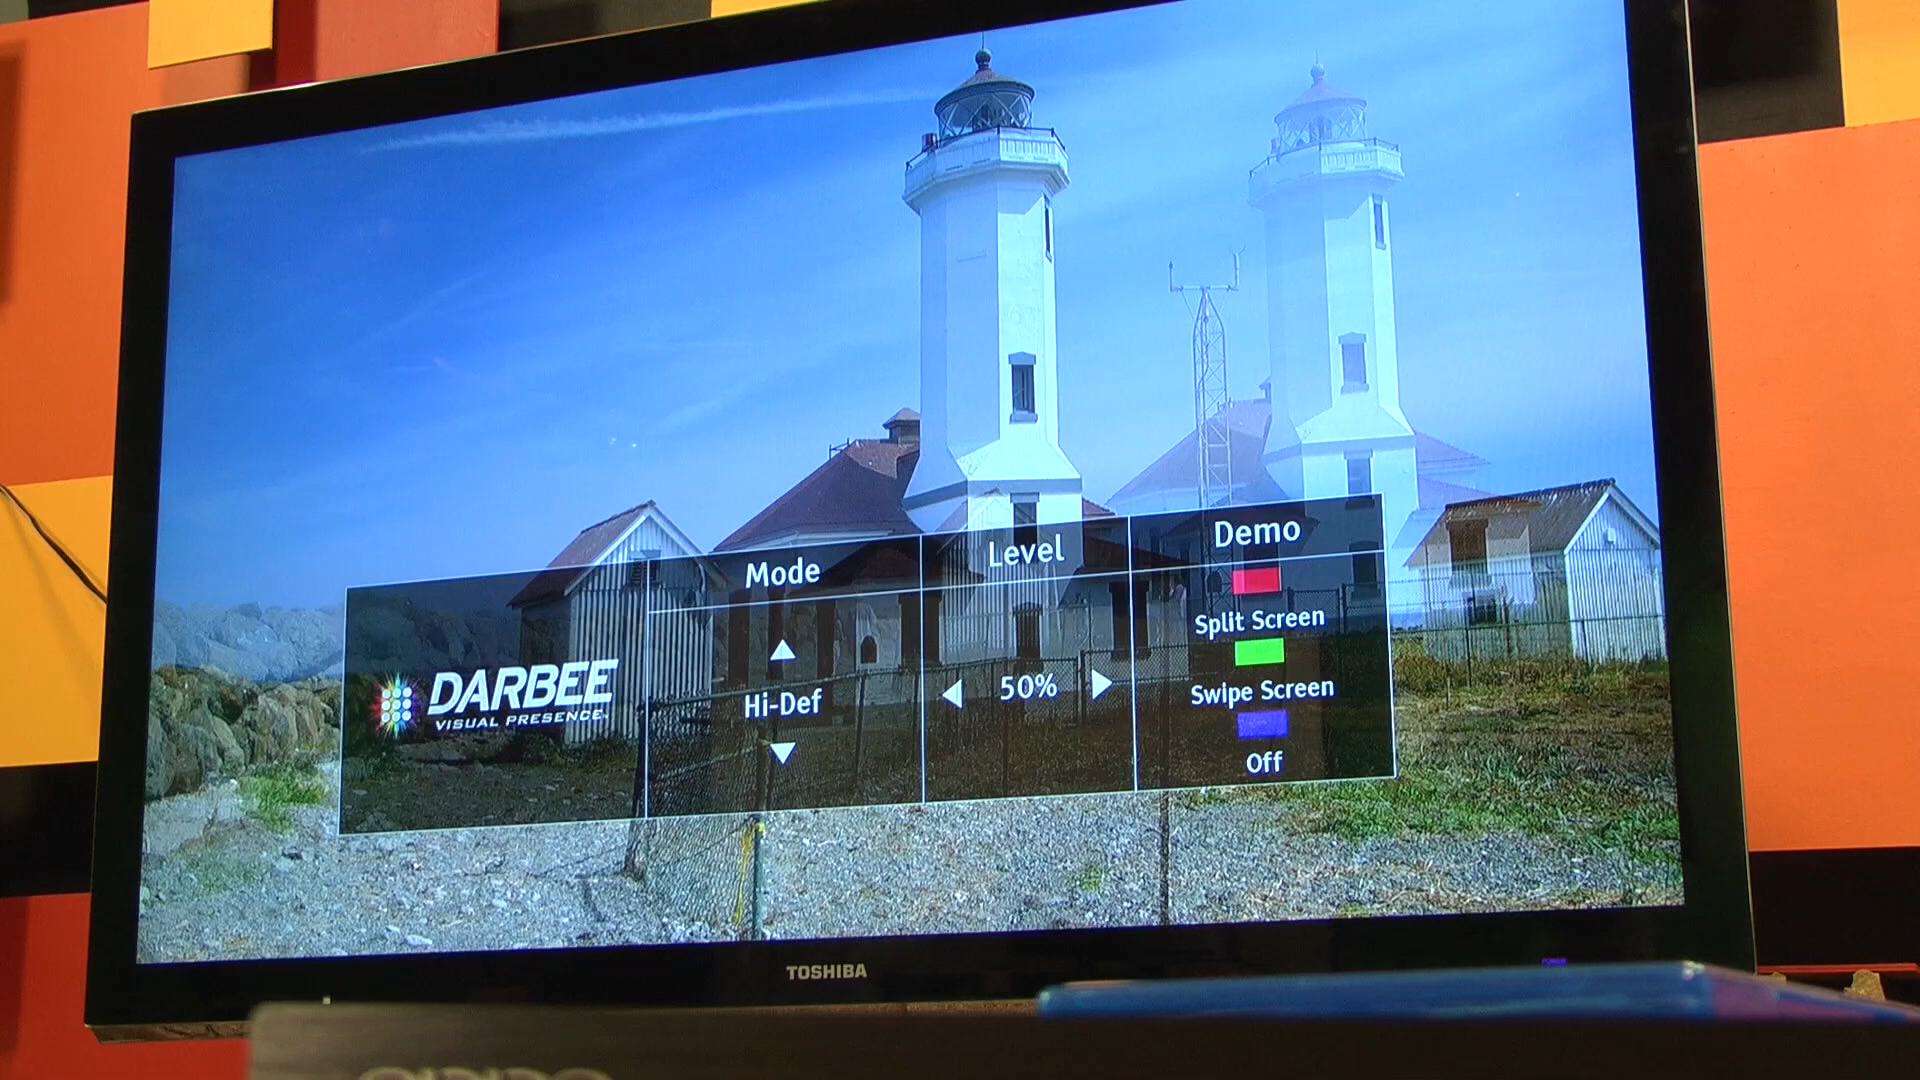 Mode
Level
Demo
Split Screen
Hi-Def
50%
Swipe Screen
Off
DARBEE
VISUAL PRESENCE
TOSHIBA